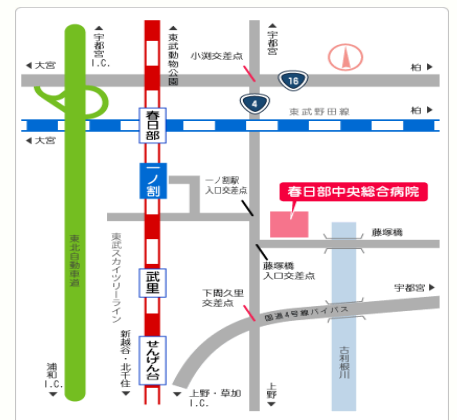 宇都宮
I.C.
東武動物公園
宇都宮
小渕交差点
大宮
柏
16
4
東武野田線
柏
大宮
春日部
一ノ割
一ノ割駅
入口交差点
春日部中央総合病院
藤塚橋
東北自動車道
東武スカイツリーライン
藤塚橋
入口交差点
武里
下間久里
交差点
宇都宮
国道4号線バイパス
せんげん台
新越谷・北千住
古利根川
浦和
I.C.
上野・草加
I.C.
上野